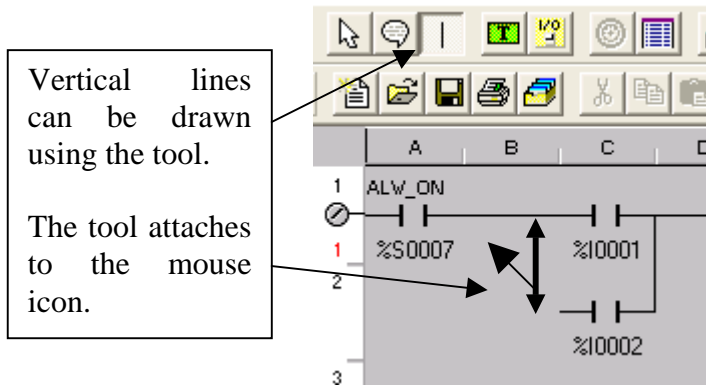 Vertical lines
can be drawn
using the tool.
The tool attaches
to the mouse
icon.
T I/O
A B C D
1 ALW_ON
1 %S0007 %I0001
2
%I0002
3